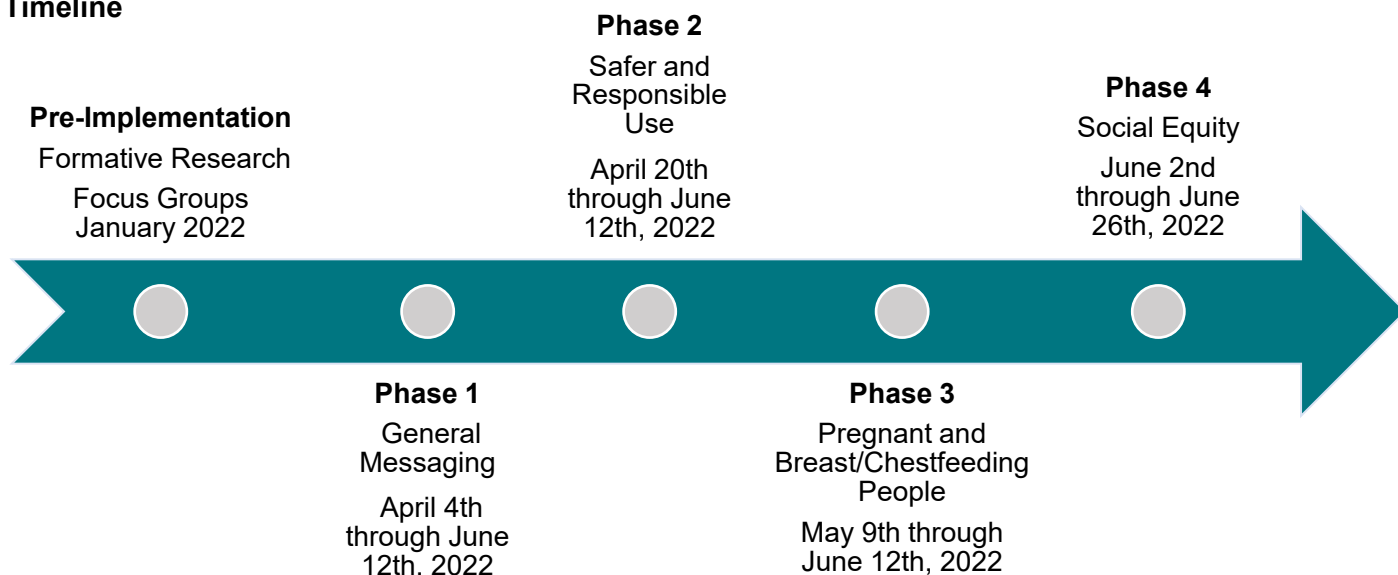 Timeline
Pre-Implementation
Formative Research
Focus Groups
January 2022
Phase 1
General
Messaging
April 4th
through June
12th, 2022
Phase 2
Safer and
Responsible
Use
April 20th
through June
12th, 2022
Phase 3
Pregnant and
Breast/Chestfeeding
People
May 9th through
June 12th, 2022
Phase 4
Social Equity
June 2nd
through June
26th, 2022